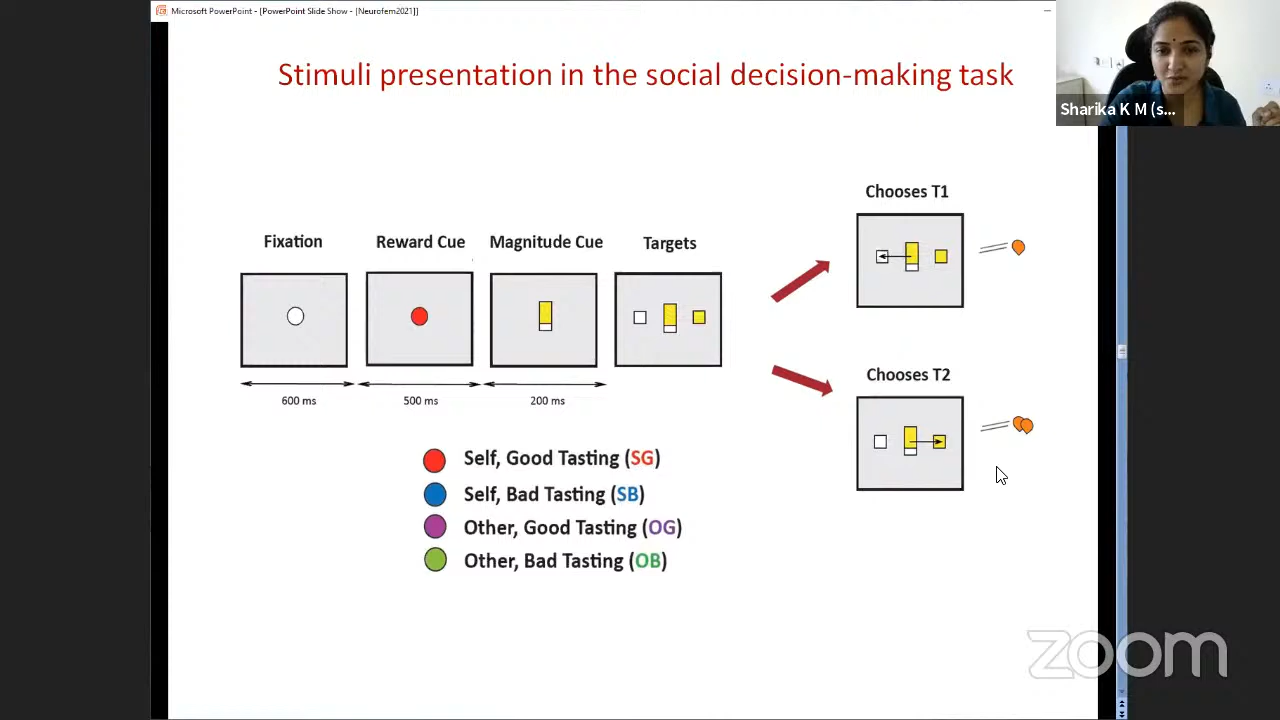 Microsoft PowerPoint - [PowerPoint Slide Show - [Neurofem2021]]
Stimuli presentation in the social decision-making task
Sharika K M (s...
Chooses T1
Fixation
Reward Cue
Magnitude Cue
Targets
Chooses T2
600 ms
500 ms
200 ms
Self, Good Tasting (SG)
Self, Bad Tasting (SB)
Other, Good Tasting (OG)
Other, Bad Tasting (OB)
zoom